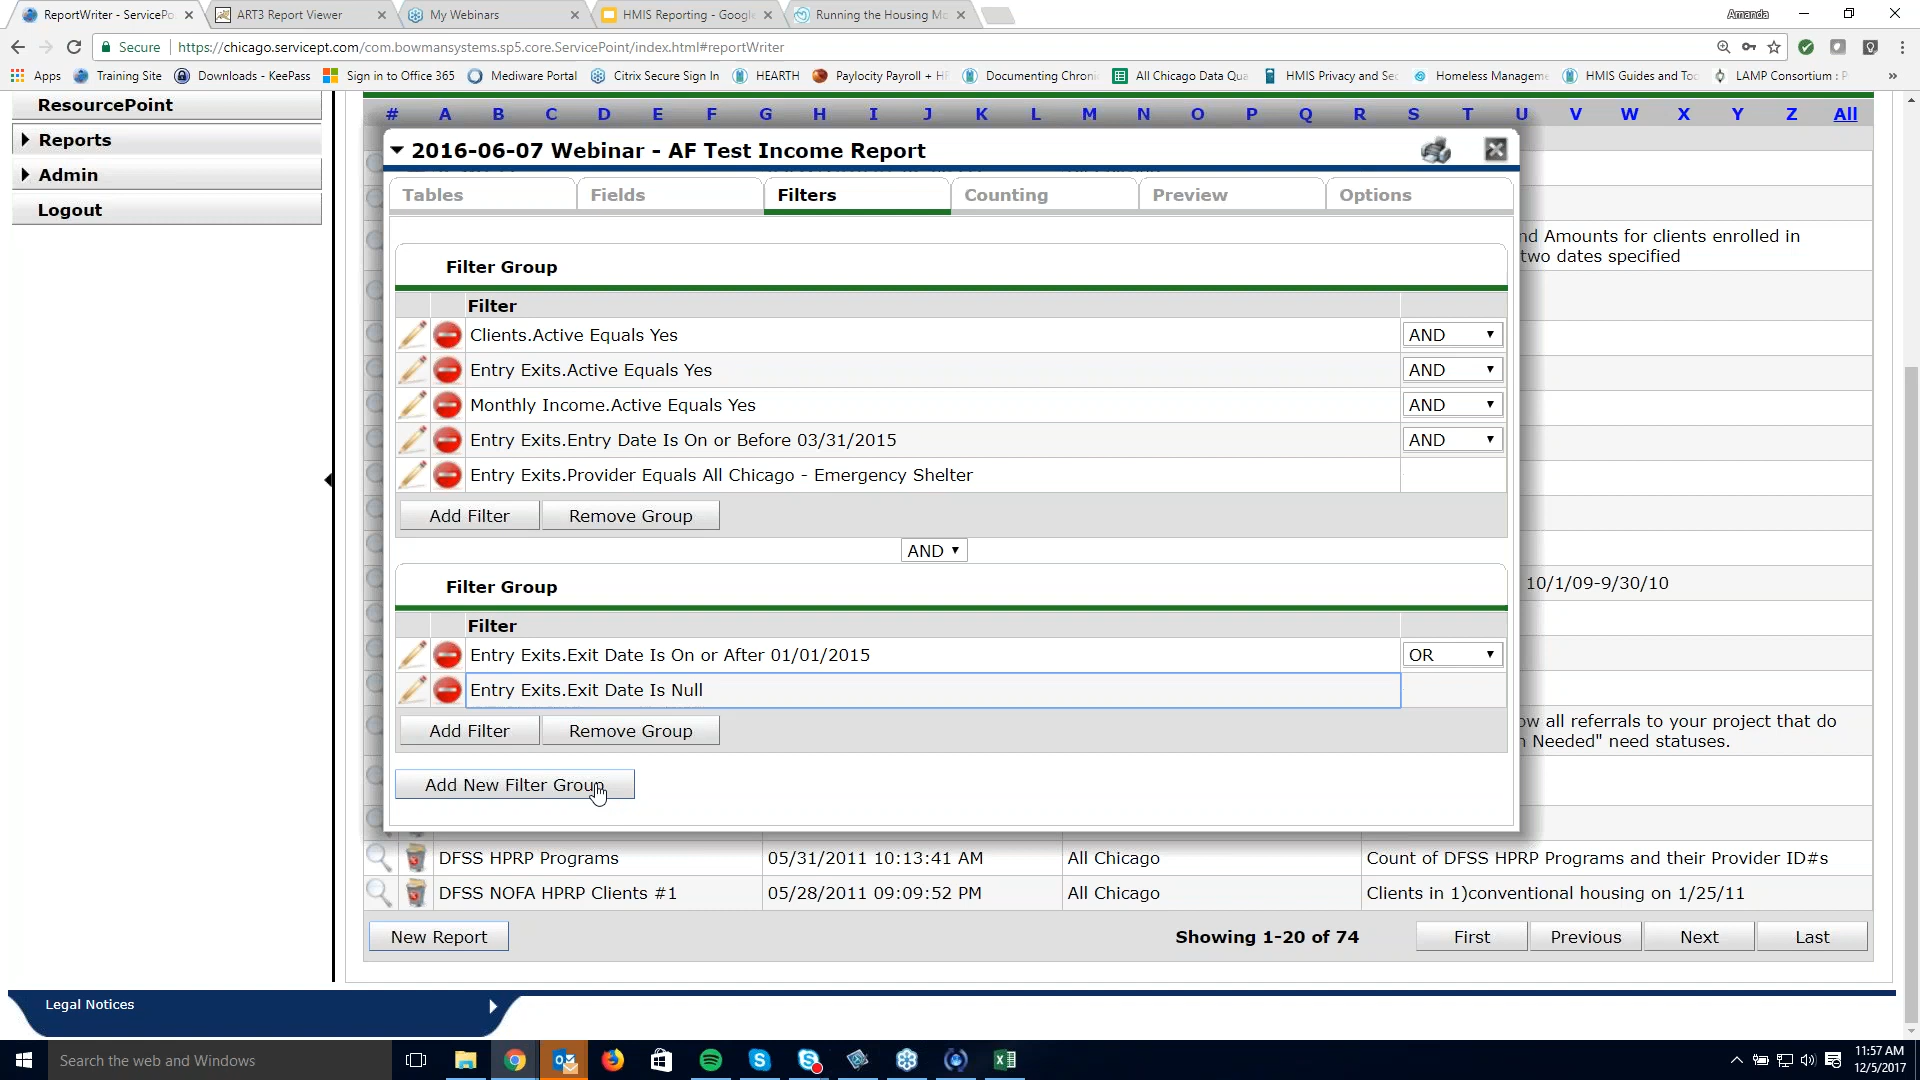 ReportWriter - ServicePo
ART3 Report Viewer
My Webinars
HMIS Reporting - Google
Running the Housing Mo
Amanda
Secure
https://chicago.servicept.com/com.bowmansystems.sp5.core.ServicePoint/index.html#reportWriter
Apps
Training Site
Downloads - KeePass
Sign in to Office 365
Mediware Portal
Citrix Secure Sign In
HEARTH
Paylocity Payroll + H
Documenting Chroni
All Chicago Data Qua
HMIS Privacy and Sec
Homeless Managem
HMIS Guides and Too
LAMP Consortium : P
»
ResourcePoint
Reports
Admin
Logout
# A B C D E F G H I J K L M N O P Q R S T U V W X Y Z All
2016-06-07 Webinar - AF Test Income Report
Tables
Fields
Filters
Counting
Preview
Options
Filter Group
Filter
Clients.Active Equals Yes
AND
Entry Exits.Active Equals Yes
AND
Monthly Income.Active Equals Yes
AND
Entry Exits.Entry Date Is On or Before 03/31/2015
AND
Entry Exits.Provider Equals All Chicago - Emergency Shelter
Add Filter
Remove Group
AND
Filter Group
Filter
Entry Exits.Exit Date Is On or After 01/01/2015
OR
Entry Exits.Exit Date Is Null
Add Filter
Remove Group
Add New Filter Group
nd Amounts for clients enrolled in
two dates specified
10/1/09-9/30/10
ow all referrals to your project that do
n Needed" need statuses.
DFSS HPRP Programs
05/31/2011 10:13:41 AM
All Chicago
Count of DFSS HPRP Programs and their Provider ID#s
DFSS NOFA HPRP Clients #1
05/28/2011 09:09:52 PM
All Chicago
Clients in 1)conventional housing on 1/25/11
New Report
Showing 1-20 of 74
First
Previous
Next
Last
Legal Notices
Search the web and Windows
11:57 AM
12/5/2017